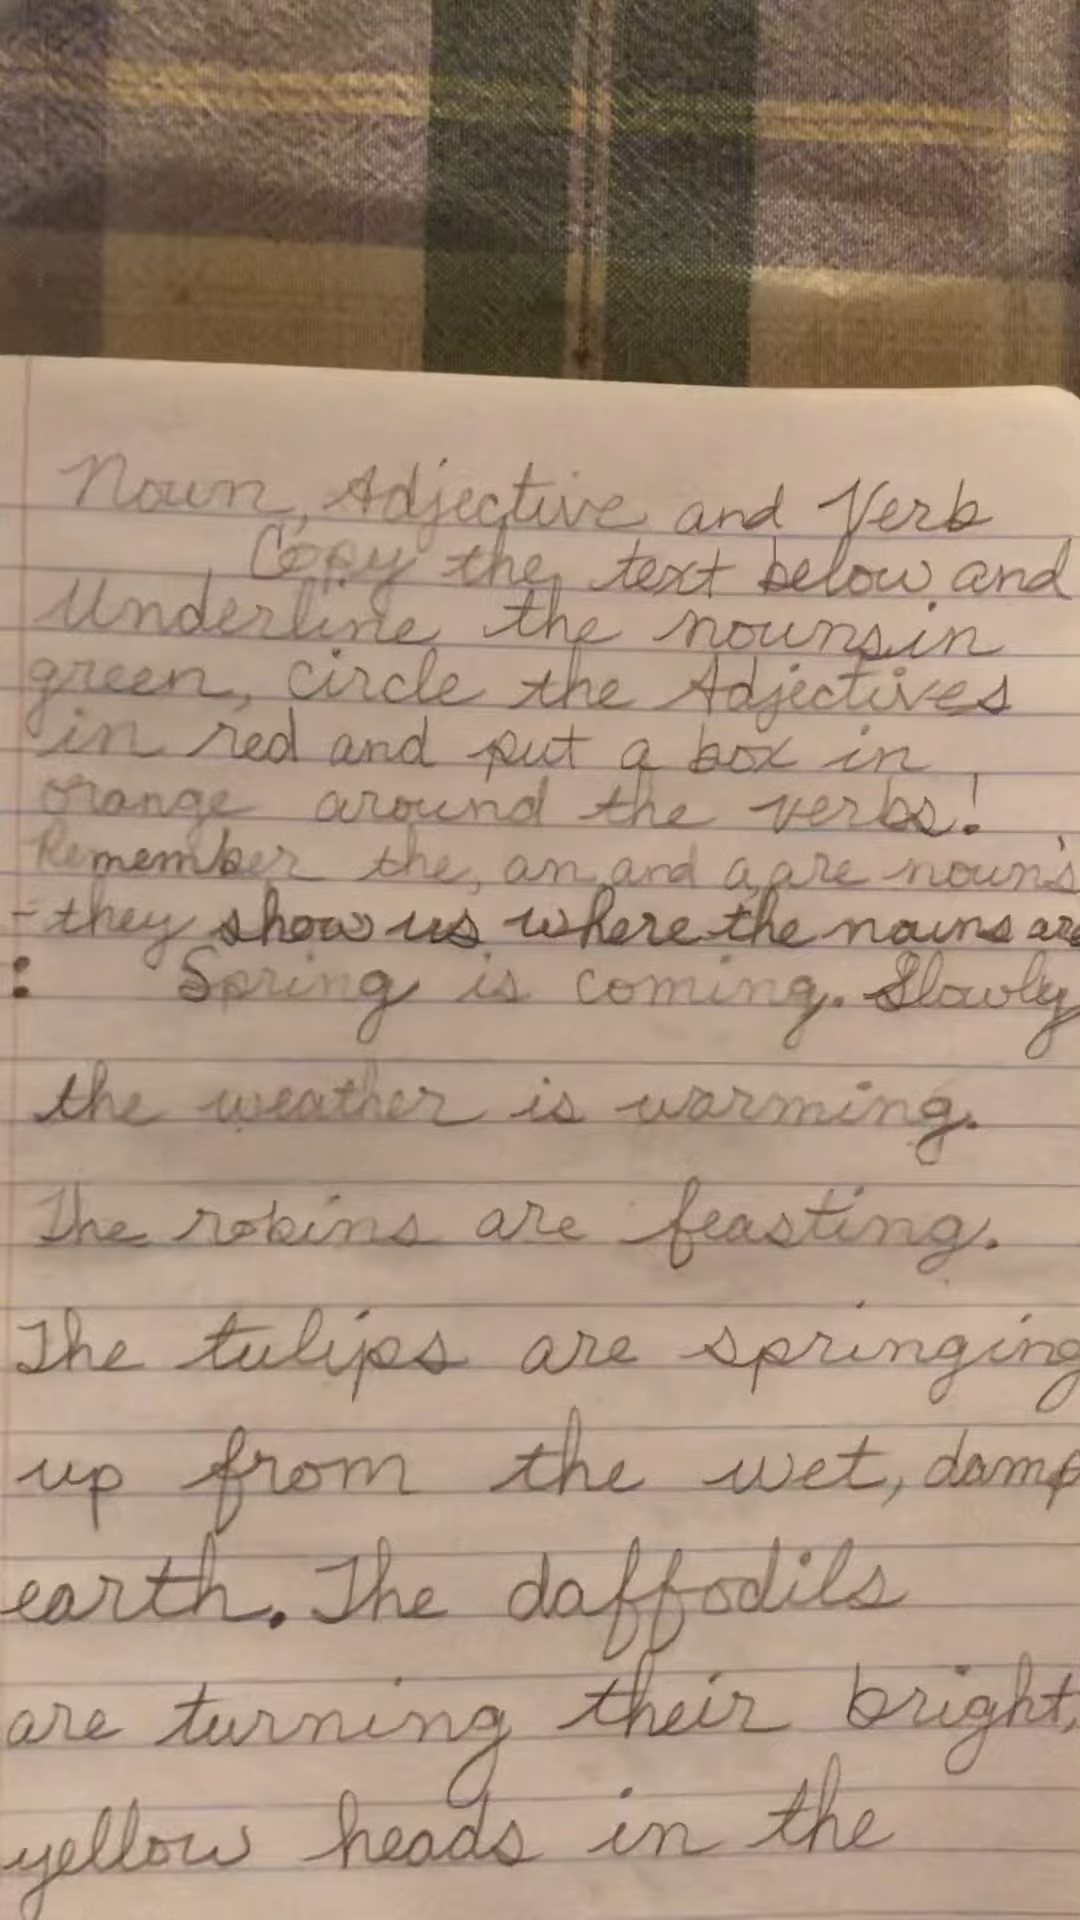 Noun, Adjective and Verb
Copy the text below and
Underline the nouns in
green, circle the Adjectives
in red and put a box in
orange around the verbs!
Remember the, an, and a, are noun's
- they show us where the nouns are
: Spring is coming. Slowly
the weather is warming.
The robins are feasting.
The tulips are springing
up from the wet, damp
earth. The daffodils
are turning their bright,
yellow heads in the